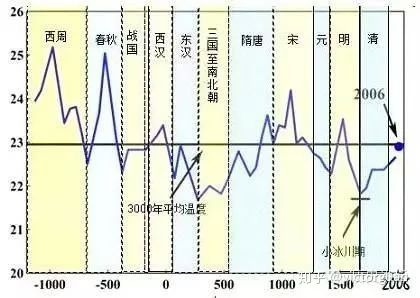 26
25
24
23
22
21
20
西周
春秋
战国
西汉
东汉
三国至南北朝
隋唐
宋
元
明
清
2006
3000年平均温度
小冰川期
-1000
-500
0
500
1000
1500
2006